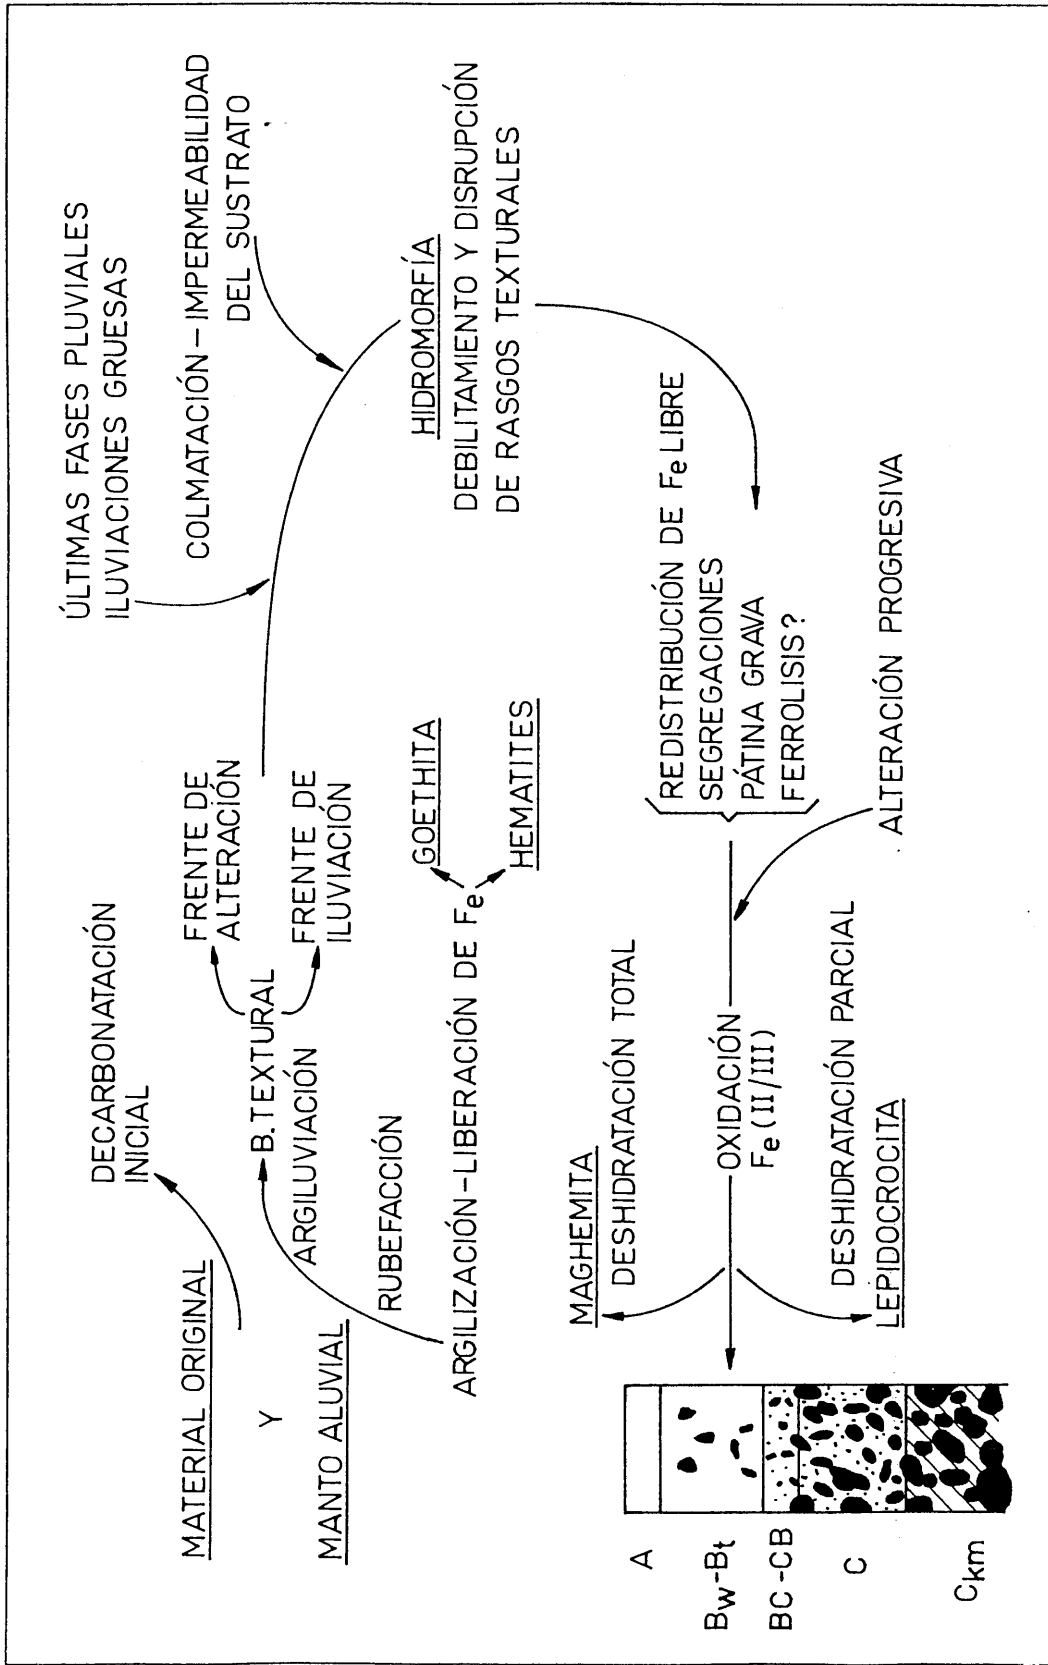 MATERIAL ORIGINAL
Y
MANTO ALUVIAL
DECARBONATACIÓN
INICIAL
B.TEXTURAL
ARGILUVIACIÓN
RUBEFACCIÓN
ARGILIZACIÓN-LIBERACIÓN DE Fe
GOETHITA
HEMATITES
FRENTE DE
ALTERACIÓN
FRENTE DE
ILUVIACIÓN
ÚLTIMAS FASES PLUVIALES
ILUVIACIONES GRUESAS
COLMATACIÓN-IMPERMEABILIDAD
DEL SUSTRATO
HIDROMORFÍA
DEBILITAMIENTO Y DISRUPCIÓN
DE RASGOS TEXTURALES
REDISTRIBUCIÓN DE Fe LIBRE
SEGREGACIONES
PÁTINA GRAVA
FERROLISIS?
ALTERACIÓN PROGRESIVA
OXIDACIÓN
Fe (II/III)
MAGHEMITA
DESHIDRATACIÓN TOTAL
DESHIDRATACIÓN PARCIAL
LEPIDOCROCITA
A
Bw-Bt
BC-CB
C
Ckm